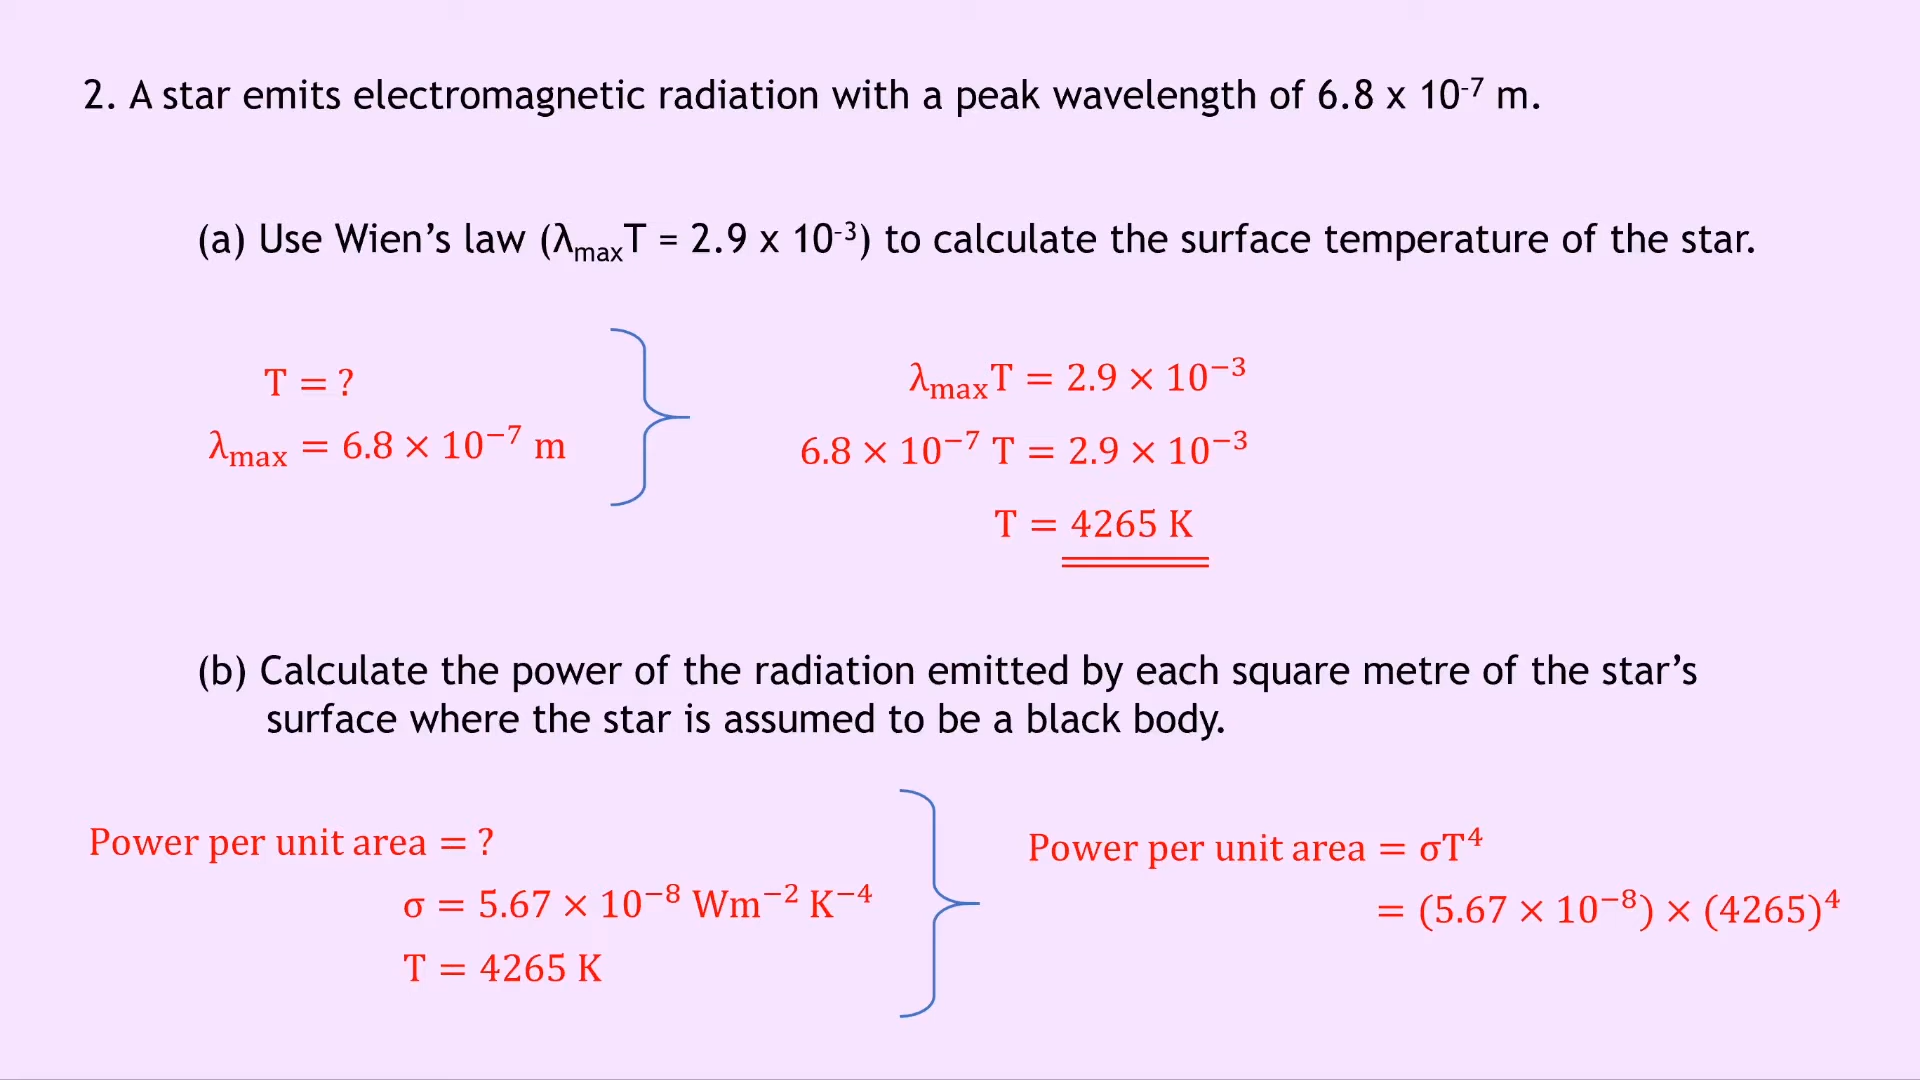 2. A star emits electromagnetic radiation with a peak wavelength of 6.8 x 10⁻⁷ m.
(a) Use Wien’s law (λₘₐₓT = 2.9 x 10⁻³) to calculate the surface temperature of the star.
T = ?
λₘₐₓ = 6.8 × 10⁻⁷ m
λₘₐₓT = 2.9 × 10⁻³
6.8 × 10⁻⁷ T = 2.9 × 10⁻³
T = 4265 K
(b) Calculate the power of the radiation emitted by each square metre of the star’s
surface where the star is assumed to be a black body.
Power per unit area = ?
σ = 5.67 × 10⁻⁸ Wm⁻² K⁻⁴
T = 4265 K
Power per unit area = σT⁴
= (5.67 × 10⁻⁸) × (4265)⁴